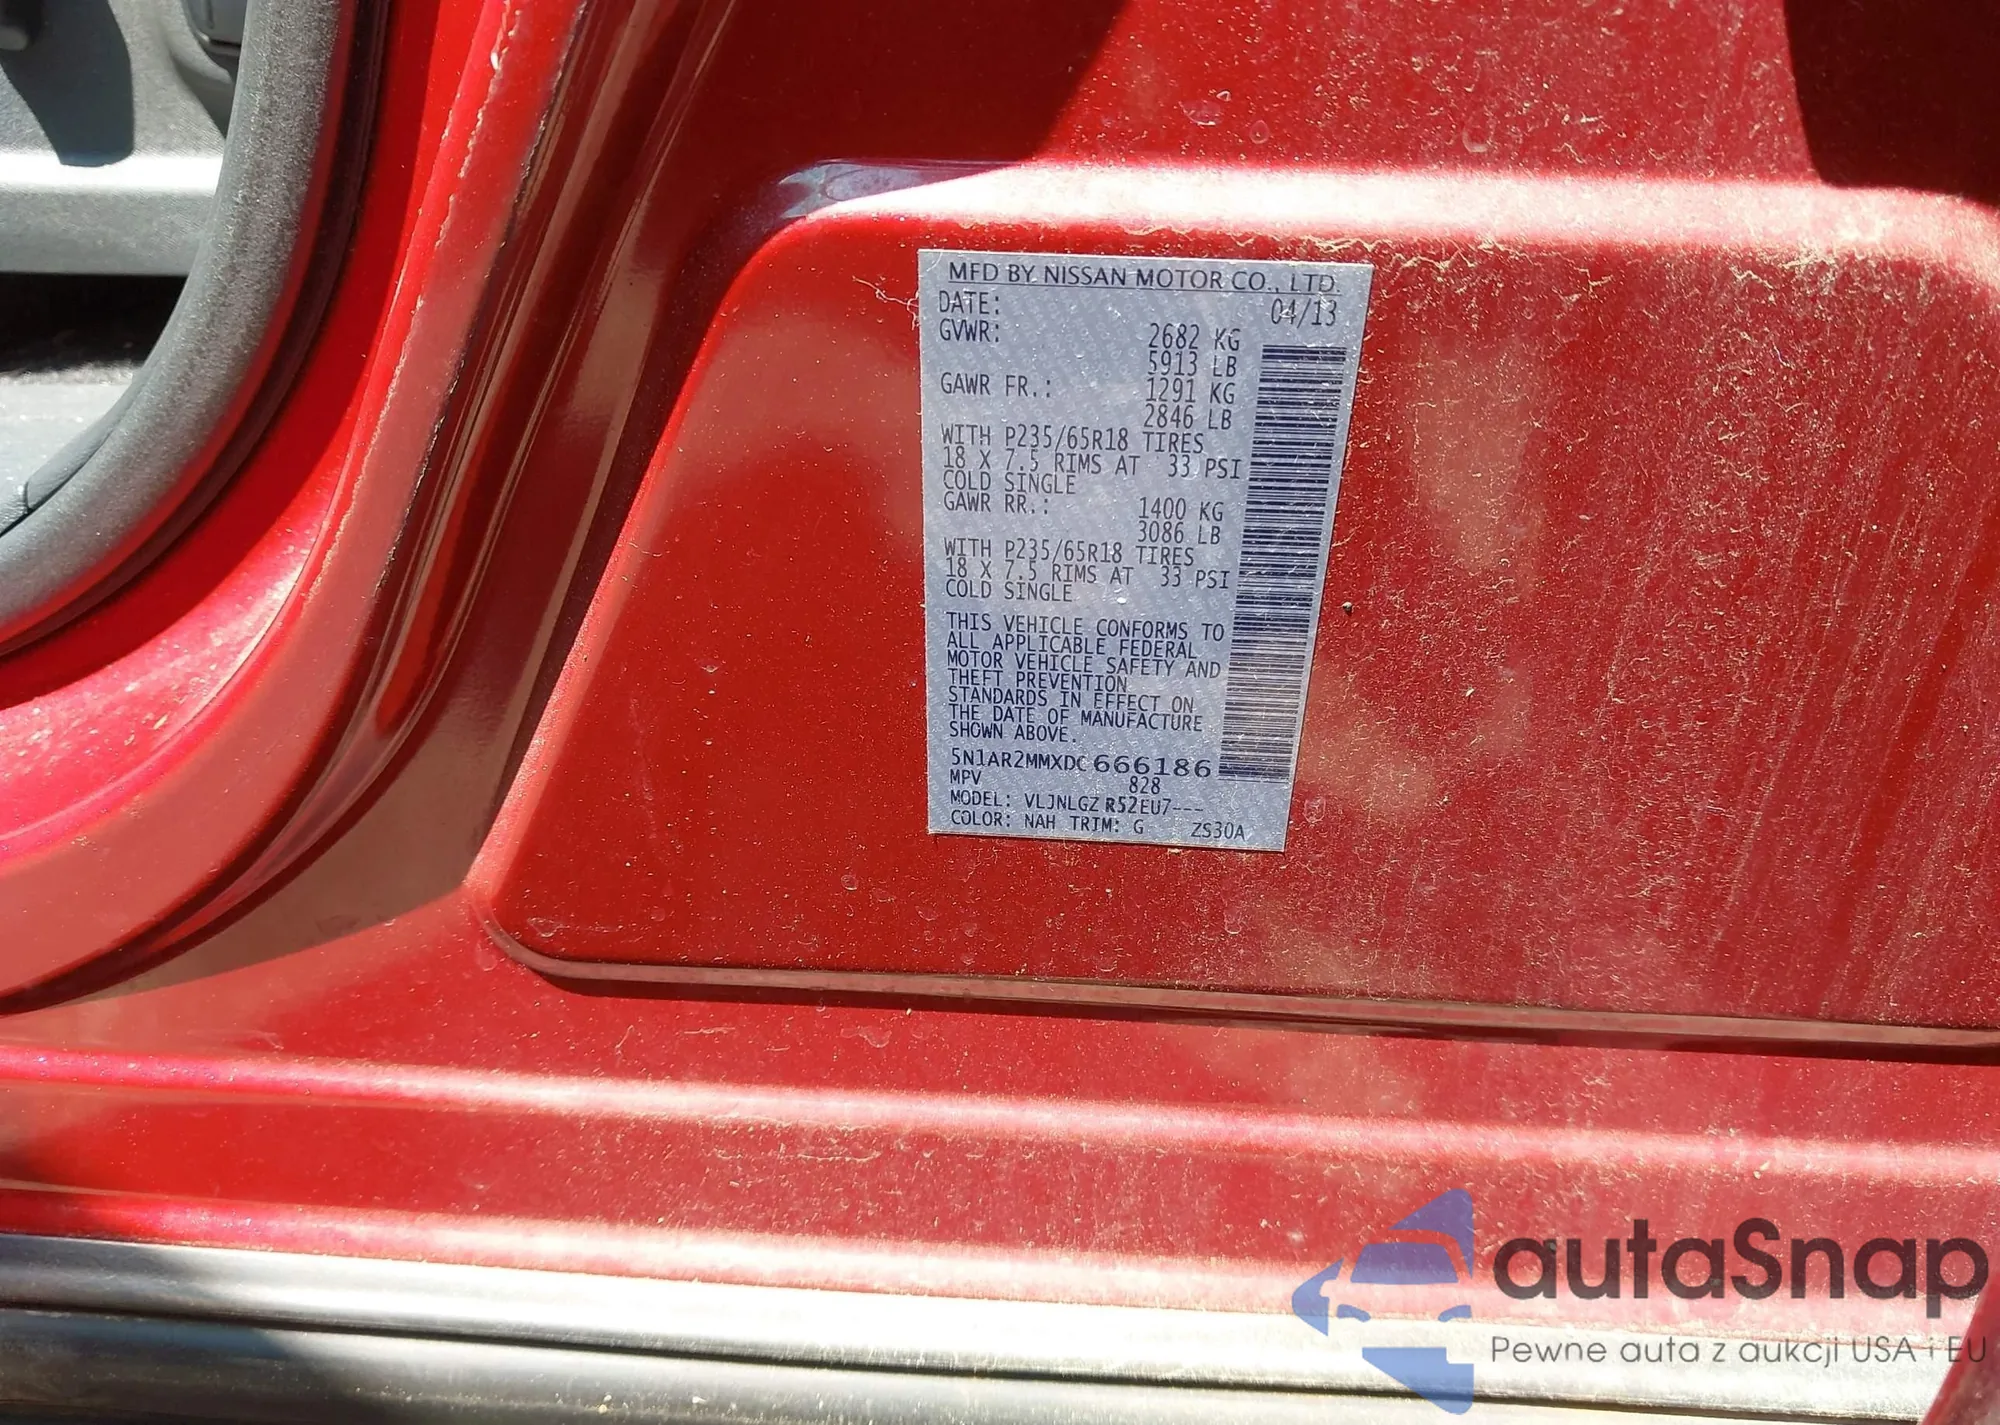 MFD BY NISSAN MOTOR CO., LTD.
DATE: 04/13
GVWR: 2682 KG
5913 LB
GAWR FR.: 1291 KG
2846 LB
WITH P235/65R18 TIRES
18 X 7.5 RIMS AT 33 PSI
COLD SINGLE
GAWR RR.: 1400 KG
3086 LB
WITH P235/65R18 TIRES
18 X 7.5 RIMS AT 33 PSI
COLD SINGLE
THIS VEHICLE CONFORMS TO
ALL APPLICABLE FEDERAL
MOTOR VEHICLE SAFETY AND
THEFT PREVENTION
STANDARDS IN EFFECT ON
THE DATE OF MANUFACTURE
SHOWN ABOVE.
5N1AR2MMXDC666186
MPV 828
MODEL: VLJNLGZ R52EU7---
COLOR: NAH TRIM: G ZS30A
autaSnap
Pewne auta z aukcji USA i EU